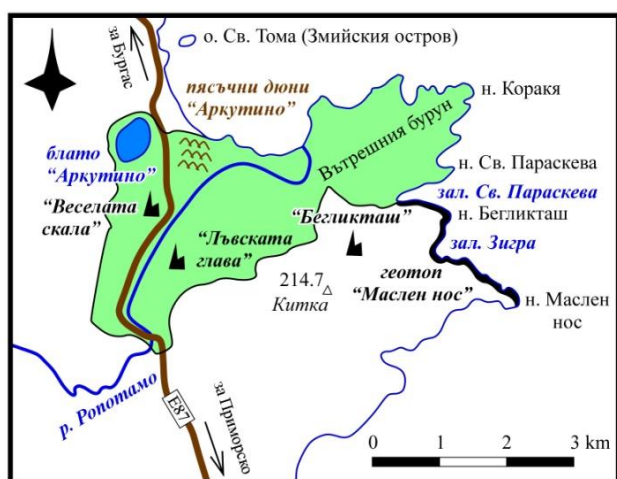 за Бургас
о. Св. Тома (Змийския остров)
пясъчни дюни
“Аркутино”
н. Коракя
Вътрешния бурун
блато
“Аркутино”
н. Св. Параскева
зал. Св. Параскева
“Веселата
скала”
“Бегликташ”
н. Бегликташ
“Лъвската
глава”
зал. Зигра
геотоп
“Маслен нос”
214.7
Китка
н. Маслен
нос
р. Ропотамо
E87
за Приморско
0 1 2 3 km